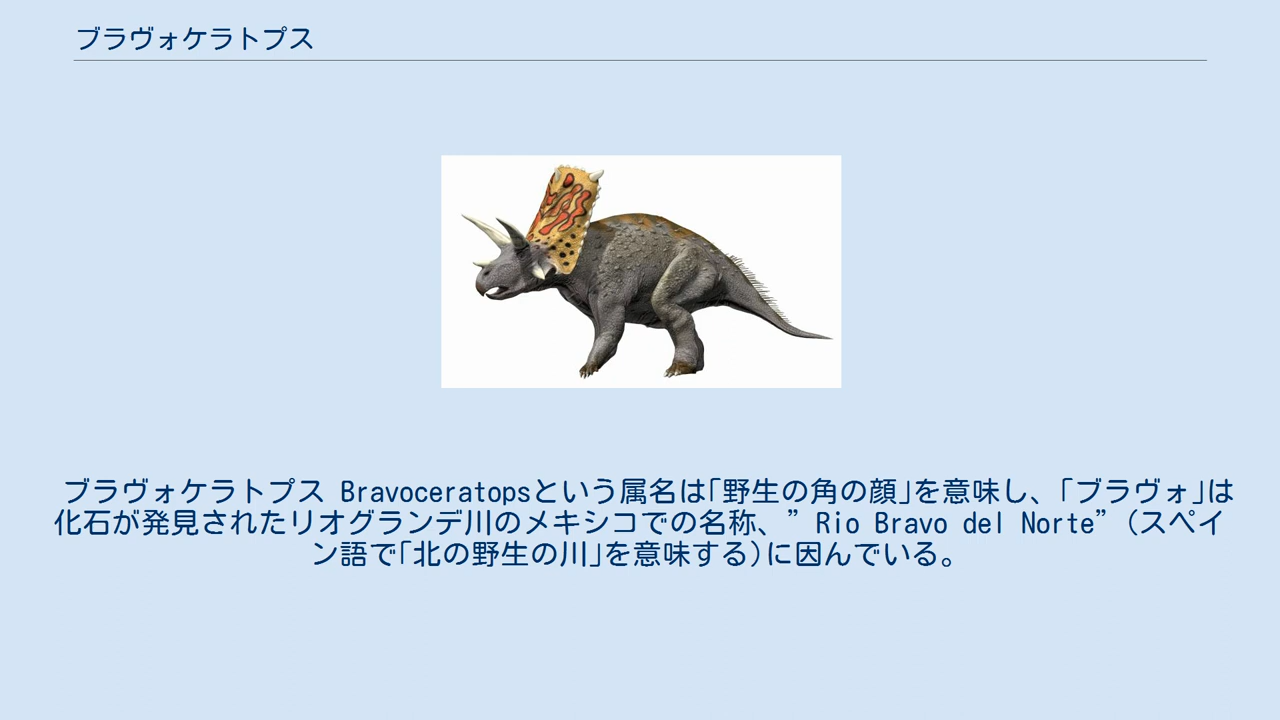 ブラヴォケラトプス
ブラヴォケラトプス Bravoceratopsという属名は｢野生の角の顔｣を意味し、｢ブラヴォ｣は
化石が発見されたリオグランデ川のメキシコでの名称、” Rio Bravo del Norte” (スペイ
ン語で｢北の野生の川｣を意味する)に因んでいる。